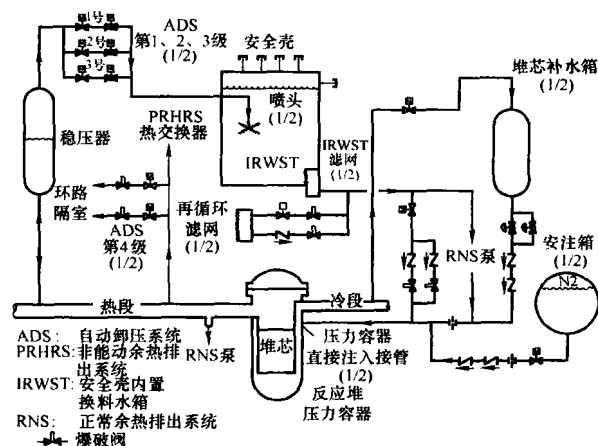 1号
2号
3号
ADS
第1、2、3级
(1/2)
安全壳
堆芯补水箱
(1/2)
喷头
(1/2)
稳压器
PRHRS
热交换器
IRWST
IRWST
滤网
(1/2)
环路
隔室
ADS
第4级
(1/2)
再循环
滤网
(1/2)
RNS泵
安注箱
(1/2)
N2
热段
冷段
堆芯
RNS泵
压力容器
直接注入接管
(1/2)
反应堆
压力容器
ADS: 自动卸压系统
PRHRS:非能动余热排
出系统
IRWST:安全壳内置
换料水箱
RNS: 正常余热排出系统
爆破阀